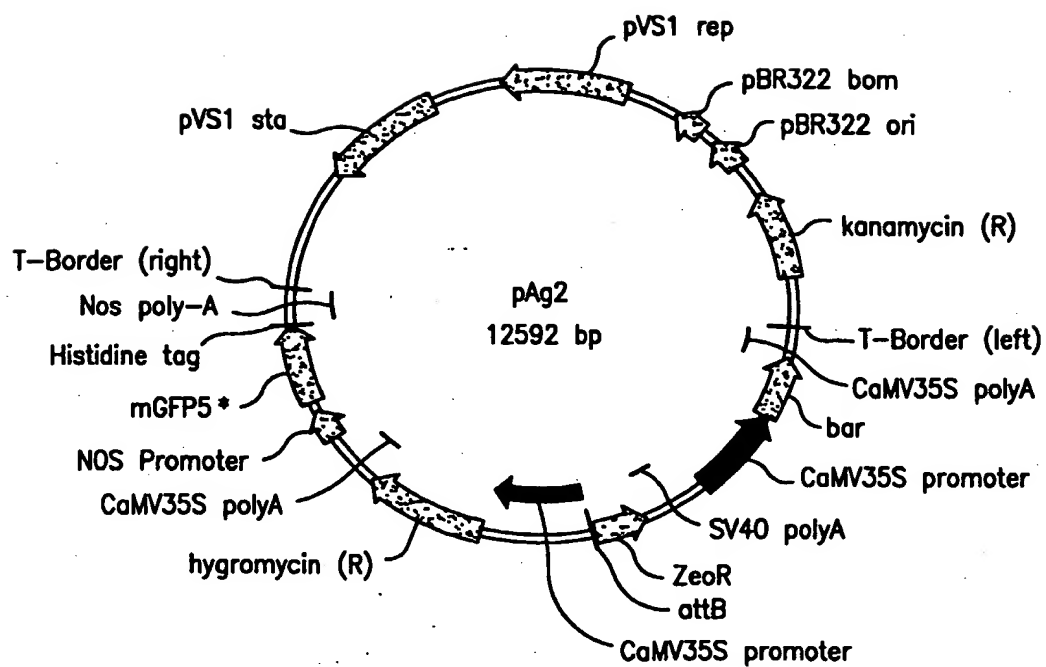 pVS1 rep
pBR322 bom
pVS1 sta
pBR322 ori
kanamycin (R)
T-Border (right)
pAg2
Nos poly-A
12592 bp
T-Border (left)
Histidine tag
CaMV35S polyA
mGFP5*
bar
NOS Promoter
CaMV35S promoter
CaMV35S polyA
SV40 polyA
hygromycin (R)
ZeoR
attB
CaMV35S promoter